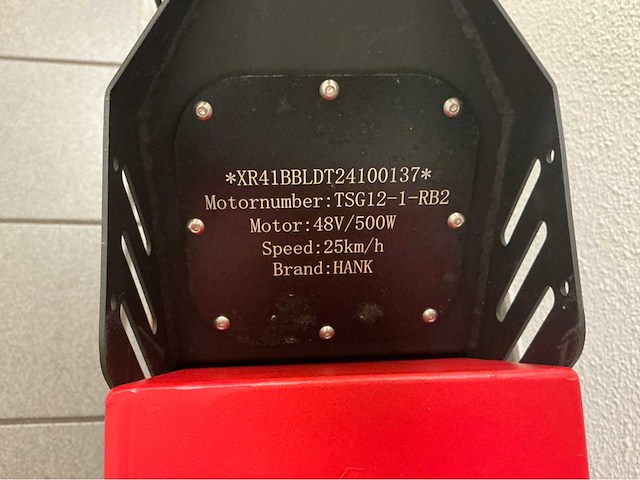 *XR41BBLDT24100137*
Motornumber:TSG12-1-RB2
Motor:48V/500W
Speed:25km/h
Brand:HANK